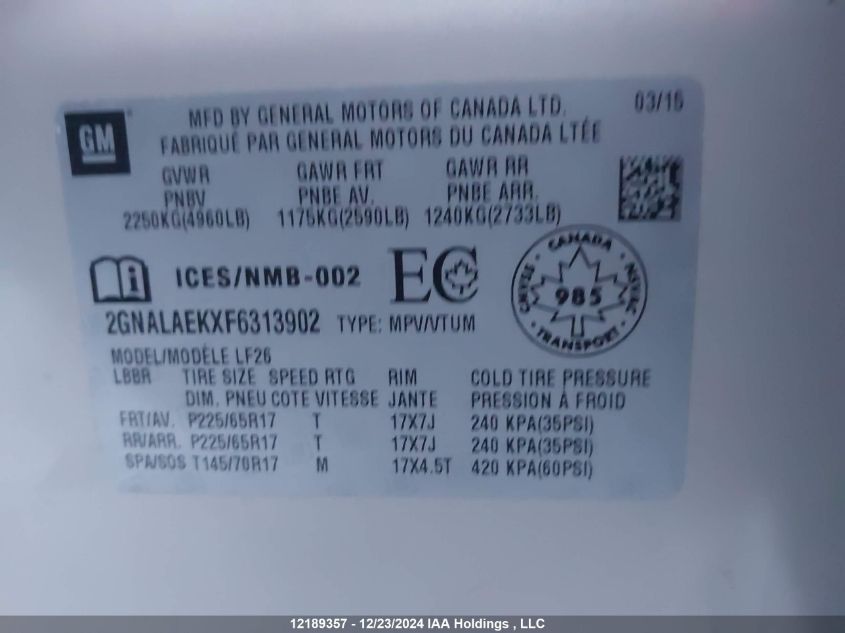 GM
MFD BY GENERAL MOTORS OF CANADA LTD. 03/15
FABRIQUÉ PAR GENERAL MOTORS DU CANADA LTÉE
GVWR GAWR FRT GAWR RR
PNBV PNBE AV. PNBE ARR.
2250KG(4960LB) 1175KG(2590LB) 1240KG(2733LB)
ICES/NMB-002 EC
CANADA
SVNAC NSVAC
985
TRANSPORT
2GNALAEKXF6313902 TYPE: MPV/VTUM
MODEL/MODÈLE LF26
LBBR TIRE SIZE SPEED RTG RIM COLD TIRE PRESSURE
DIM. PNEU COTE VITESSE JANTE PRESSION À FROID
FRT/AV. P225/65R17 T 17X7J 240 KPA(35PSI)
RR/ARR. P225/65R17 T 17X7J 240 KPA(35PSI)
SPA/SOS T145/70R17 M 17X4.5T 420 KPA(60PSI)
12189357 - 12/23/2024 IAA Holdings , LLC